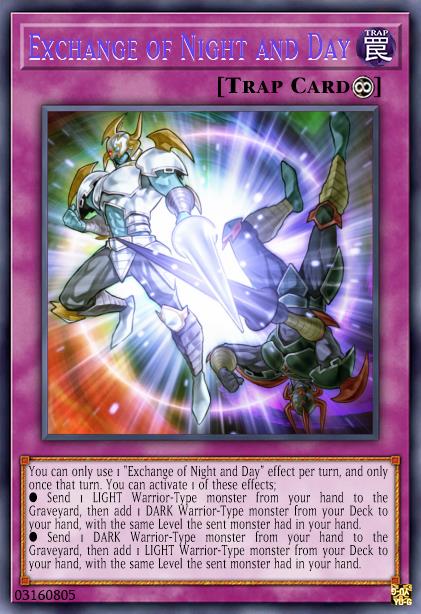 Exchange of Night and Day
TRAP
罠
[Trap Card]
You can only use 1 "Exchange of Night and Day" effect per turn, and only
once that turn. You can activate 1 of these effects;
● Send 1 LIGHT Warrior-Type monster from your hand to the
Graveyard, then add 1 DARK Warrior-Type monster from your Deck to
your hand, with the same Level the sent monster had in your hand.
● Send 1 DARK Warrior-Type monster from your hand to the
Graveyard, then add 1 LIGHT Warrior-Type monster from your Deck to
your hand, with the same Level the sent monster had in your hand.
03160805